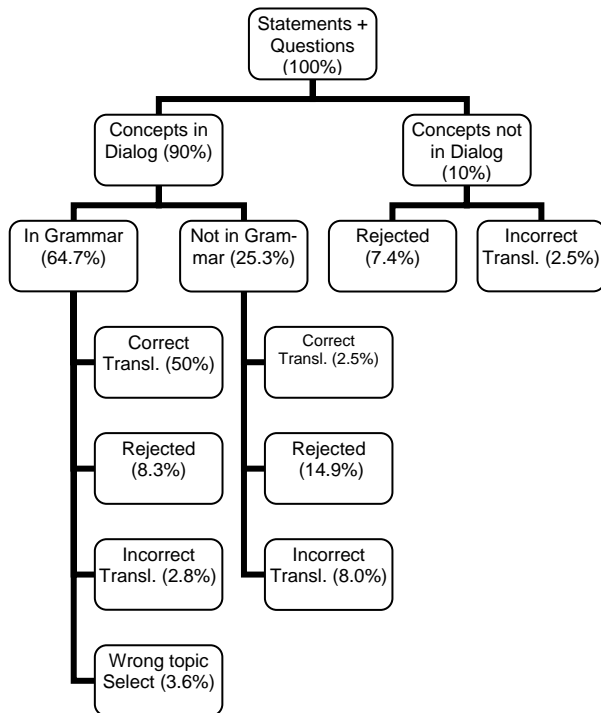 Statements +
Questions
(100%)
Concepts in
Dialog (90%)
Concepts not
in Dialog
(10%)
In Grammar
(64.7%)
Not in Gram-
mar (25.3%)
Rejected
(7.4%)
Incorrect
Transl. (2.5%)
Correct
Transl. (50%)
Correct
Transl. (2.5%)
Rejected
(8.3%)
Rejected
(14.9%)
Incorrect
Transl. (2.8%)
Incorrect
Transl. (8.0%)
Wrong topic
Select (3.6%)